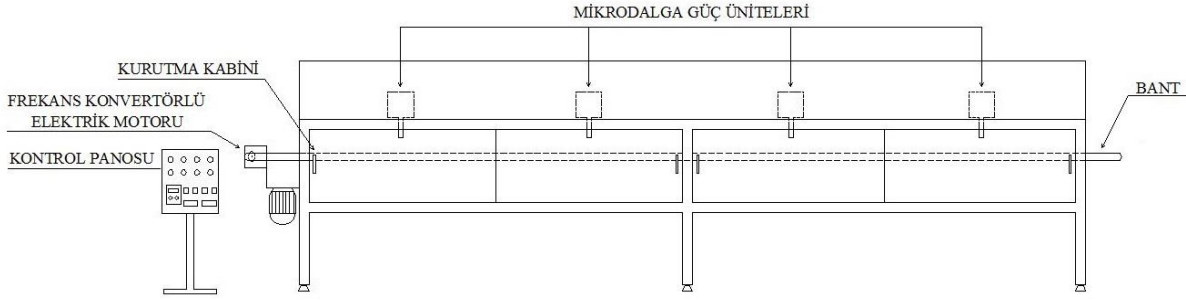 MİKRODALGA GÜÇ ÜNİTELERİ
KURUTMA KABİNİ
FREKANS KONVERTÖRLÜ
ELEKTRİK MOTORU
KONTROL PANOSU
BANT